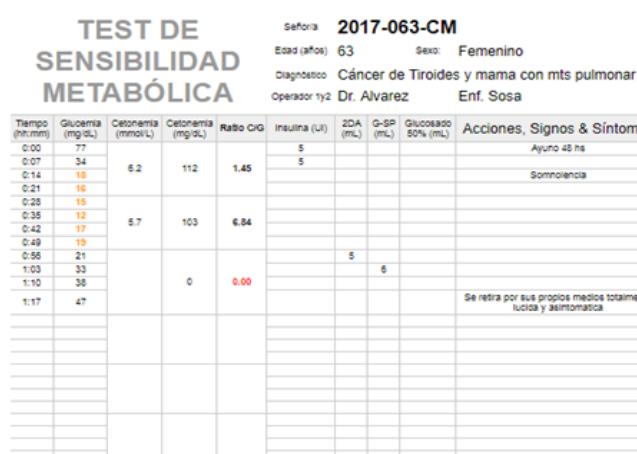 TEST DE
SENSIBILIDAD
METABÓLICA
Señor/a 2017-063-CM
Edad (años) 63 Sexo: Femenino
Diagnóstico Cáncer de Tiroides y mama con mts pulmonar
Operador 1y2 Dr. Alvarez Enf. Sosa
Tiempo (hh:mm) Glucemia (mg/dL) Cetonemia (mmol/L) Cetonemia (mg/dL) Ratio C/G Insulina (UI) 2DA (mL) G-SP (mL) Glucosado 50% (mL) Acciones, Signos & Síntom
0:00 77 5 Ayuno 48 hs
0:07 34 5
6.2 112 1.45
0:14 18 Somnolencia
0:21 16
0:28 15
0:35 12
5.7 103 6.84
0:42 17
0:49 19
0:56 21 5
1:03 33 6
0 0.00
1:10 38
1:17 47 Se retira por sus propios medios totalme
lucida y asintomatica